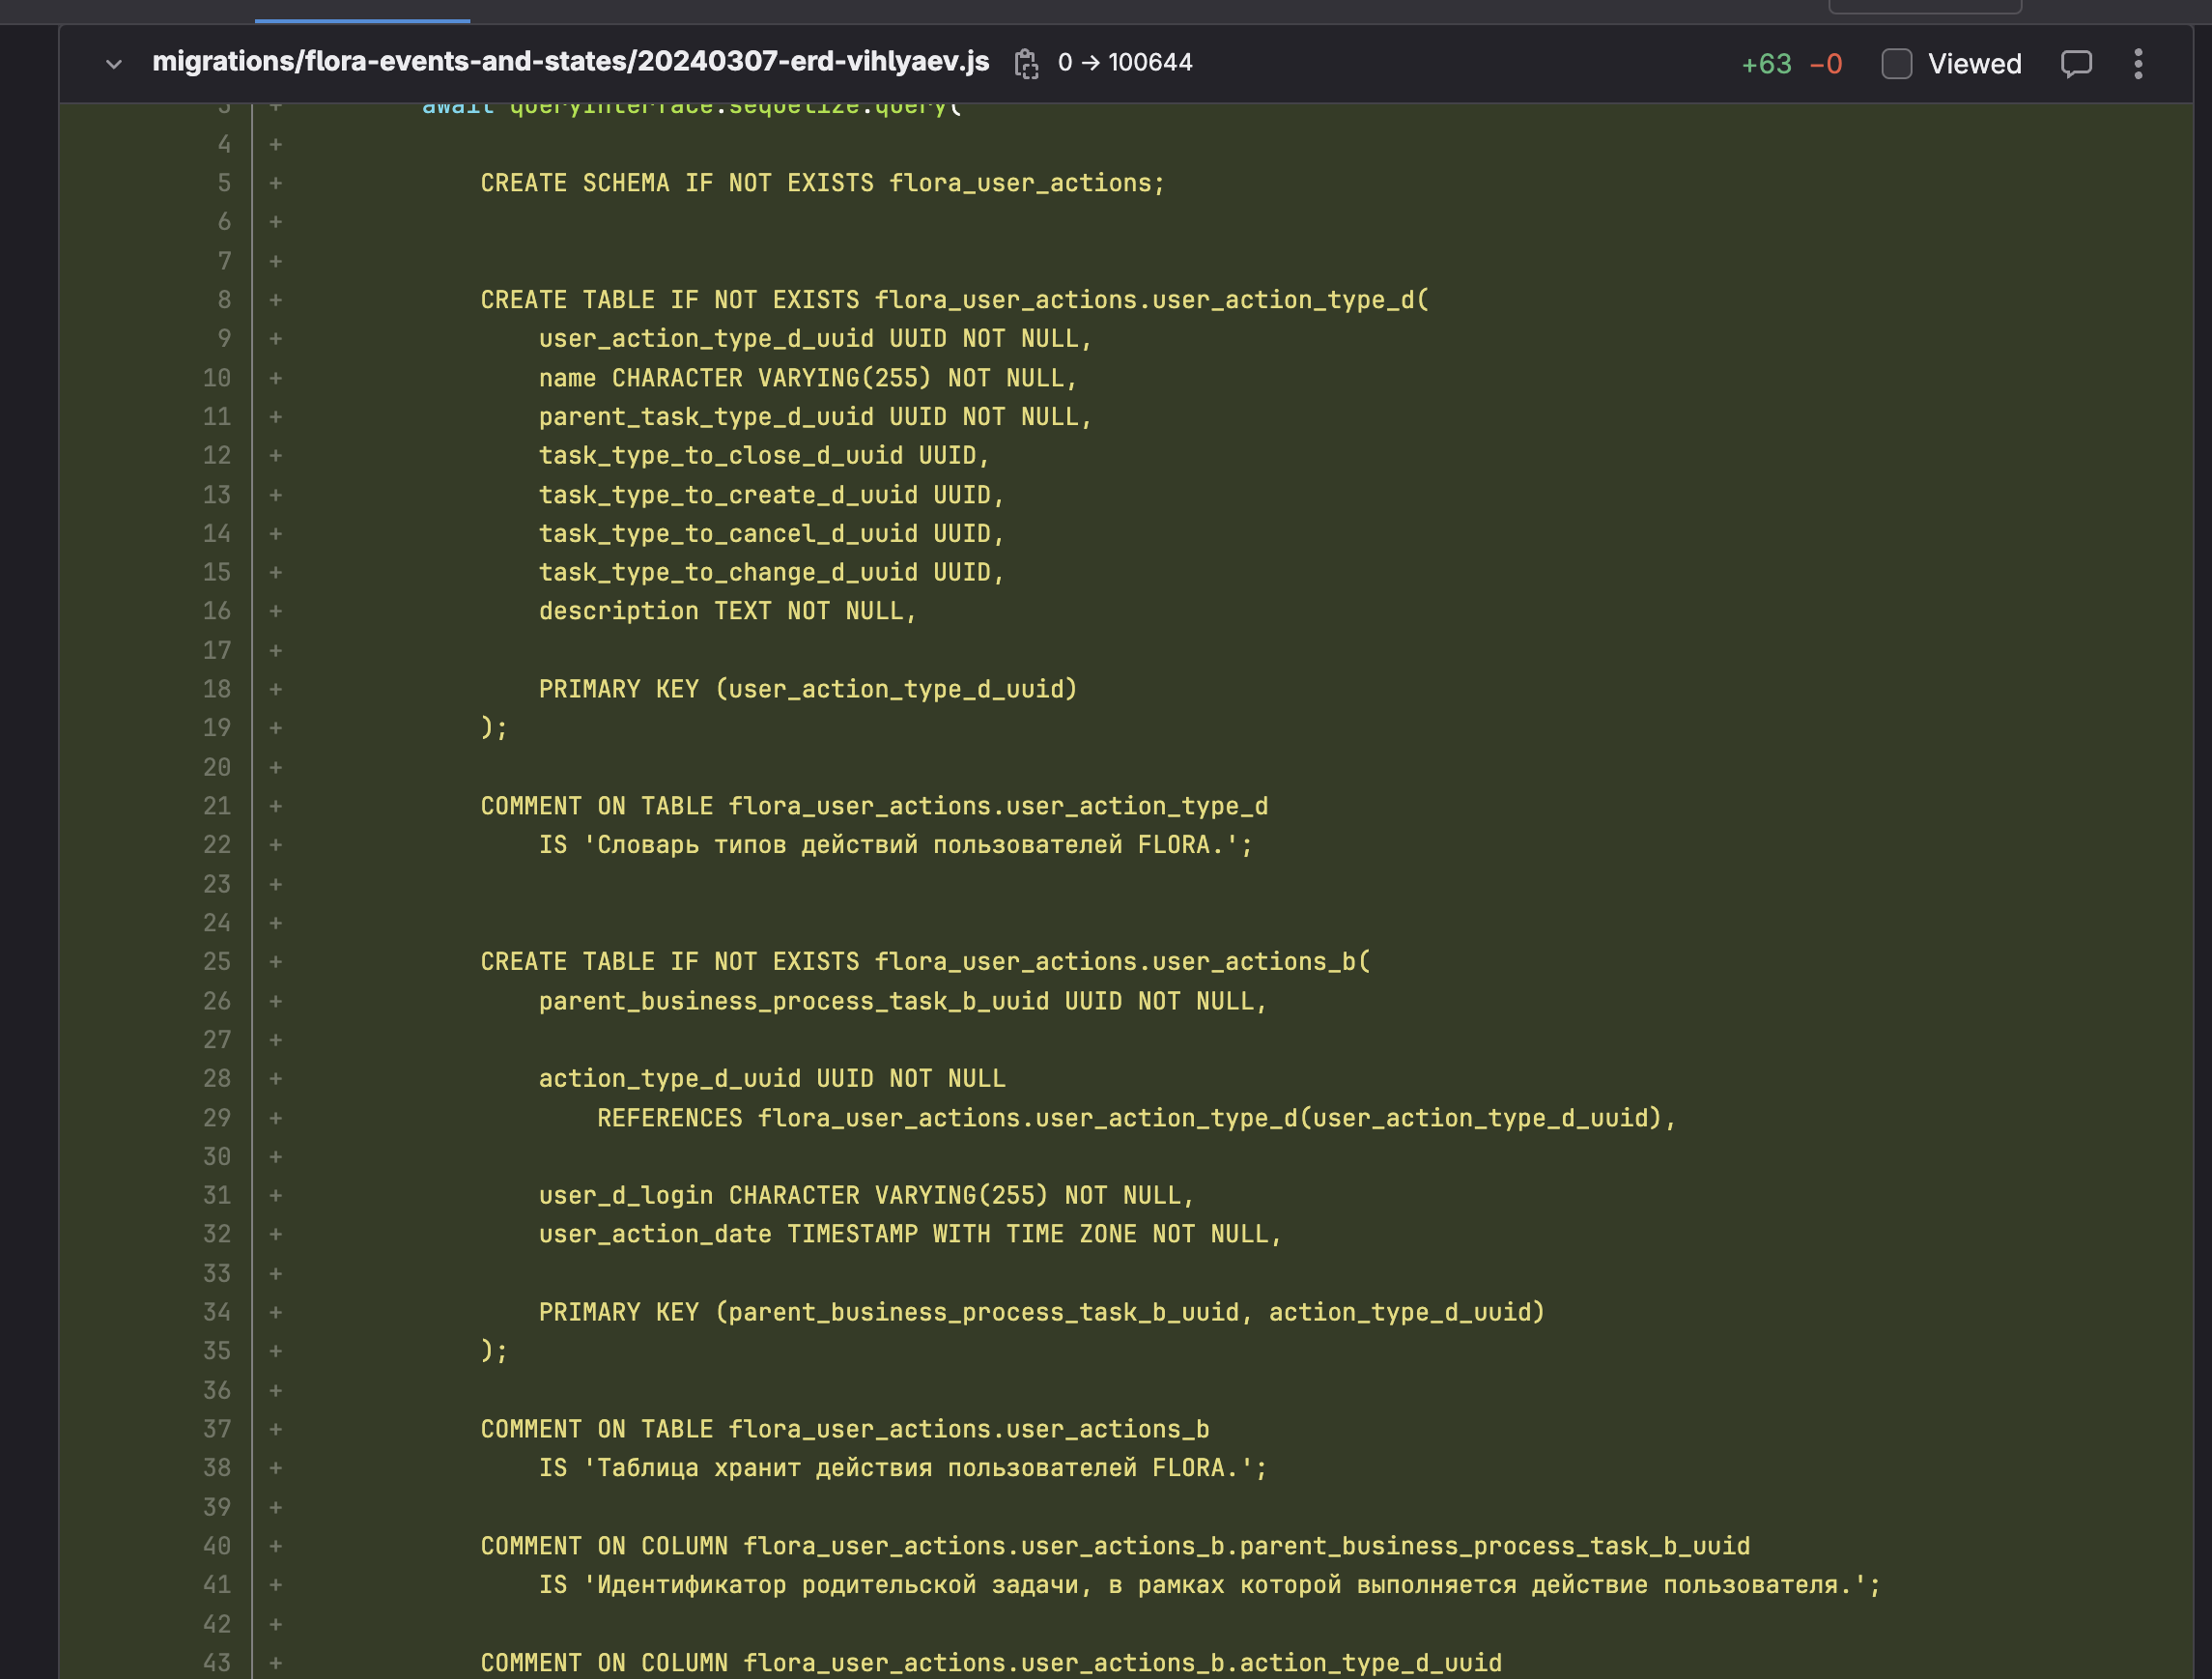 migrations/flora-events-and-states/20240307-erd-vihlyaev.js 0 → 100644 +63 −0 Viewed
3 + await queryInterface.sequelize.query(
4 +
5 + CREATE SCHEMA IF NOT EXISTS flora_user_actions;
6 +
7 +
8 + CREATE TABLE IF NOT EXISTS flora_user_actions.user_action_type_d(
9 + user_action_type_d_uuid UUID NOT NULL,
10 + name CHARACTER VARYING(255) NOT NULL,
11 + parent_task_type_d_uuid UUID NOT NULL,
12 + task_type_to_close_d_uuid UUID,
13 + task_type_to_create_d_uuid UUID,
14 + task_type_to_cancel_d_uuid UUID,
15 + task_type_to_change_d_uuid UUID,
16 + description TEXT NOT NULL,
17 +
18 + PRIMARY KEY (user_action_type_d_uuid)
19 + );
20 +
21 + COMMENT ON TABLE flora_user_actions.user_action_type_d
22 + IS 'Словарь типов действий пользователей FLORA.';
23 +
24 +
25 + CREATE TABLE IF NOT EXISTS flora_user_actions.user_actions_b(
26 + parent_business_process_task_b_uuid UUID NOT NULL,
27 +
28 + action_type_d_uuid UUID NOT NULL
29 + REFERENCES flora_user_actions.user_action_type_d(user_action_type_d_uuid),
30 +
31 + user_d_login CHARACTER VARYING(255) NOT NULL,
32 + user_action_date TIMESTAMP WITH TIME ZONE NOT NULL,
33 +
34 + PRIMARY KEY (parent_business_process_task_b_uuid, action_type_d_uuid)
35 + );
36 +
37 + COMMENT ON TABLE flora_user_actions.user_actions_b
38 + IS 'Таблица хранит действия пользователей FLORA.';
39 +
40 + COMMENT ON COLUMN flora_user_actions.user_actions_b.parent_business_process_task_b_uuid
41 + IS 'Идентификатор родительской задачи, в рамках которой выполняется действие пользователя.';
42 +
43 + COMMENT ON COLUMN flora_user_actions.user_actions_b.action_type_d_uuid